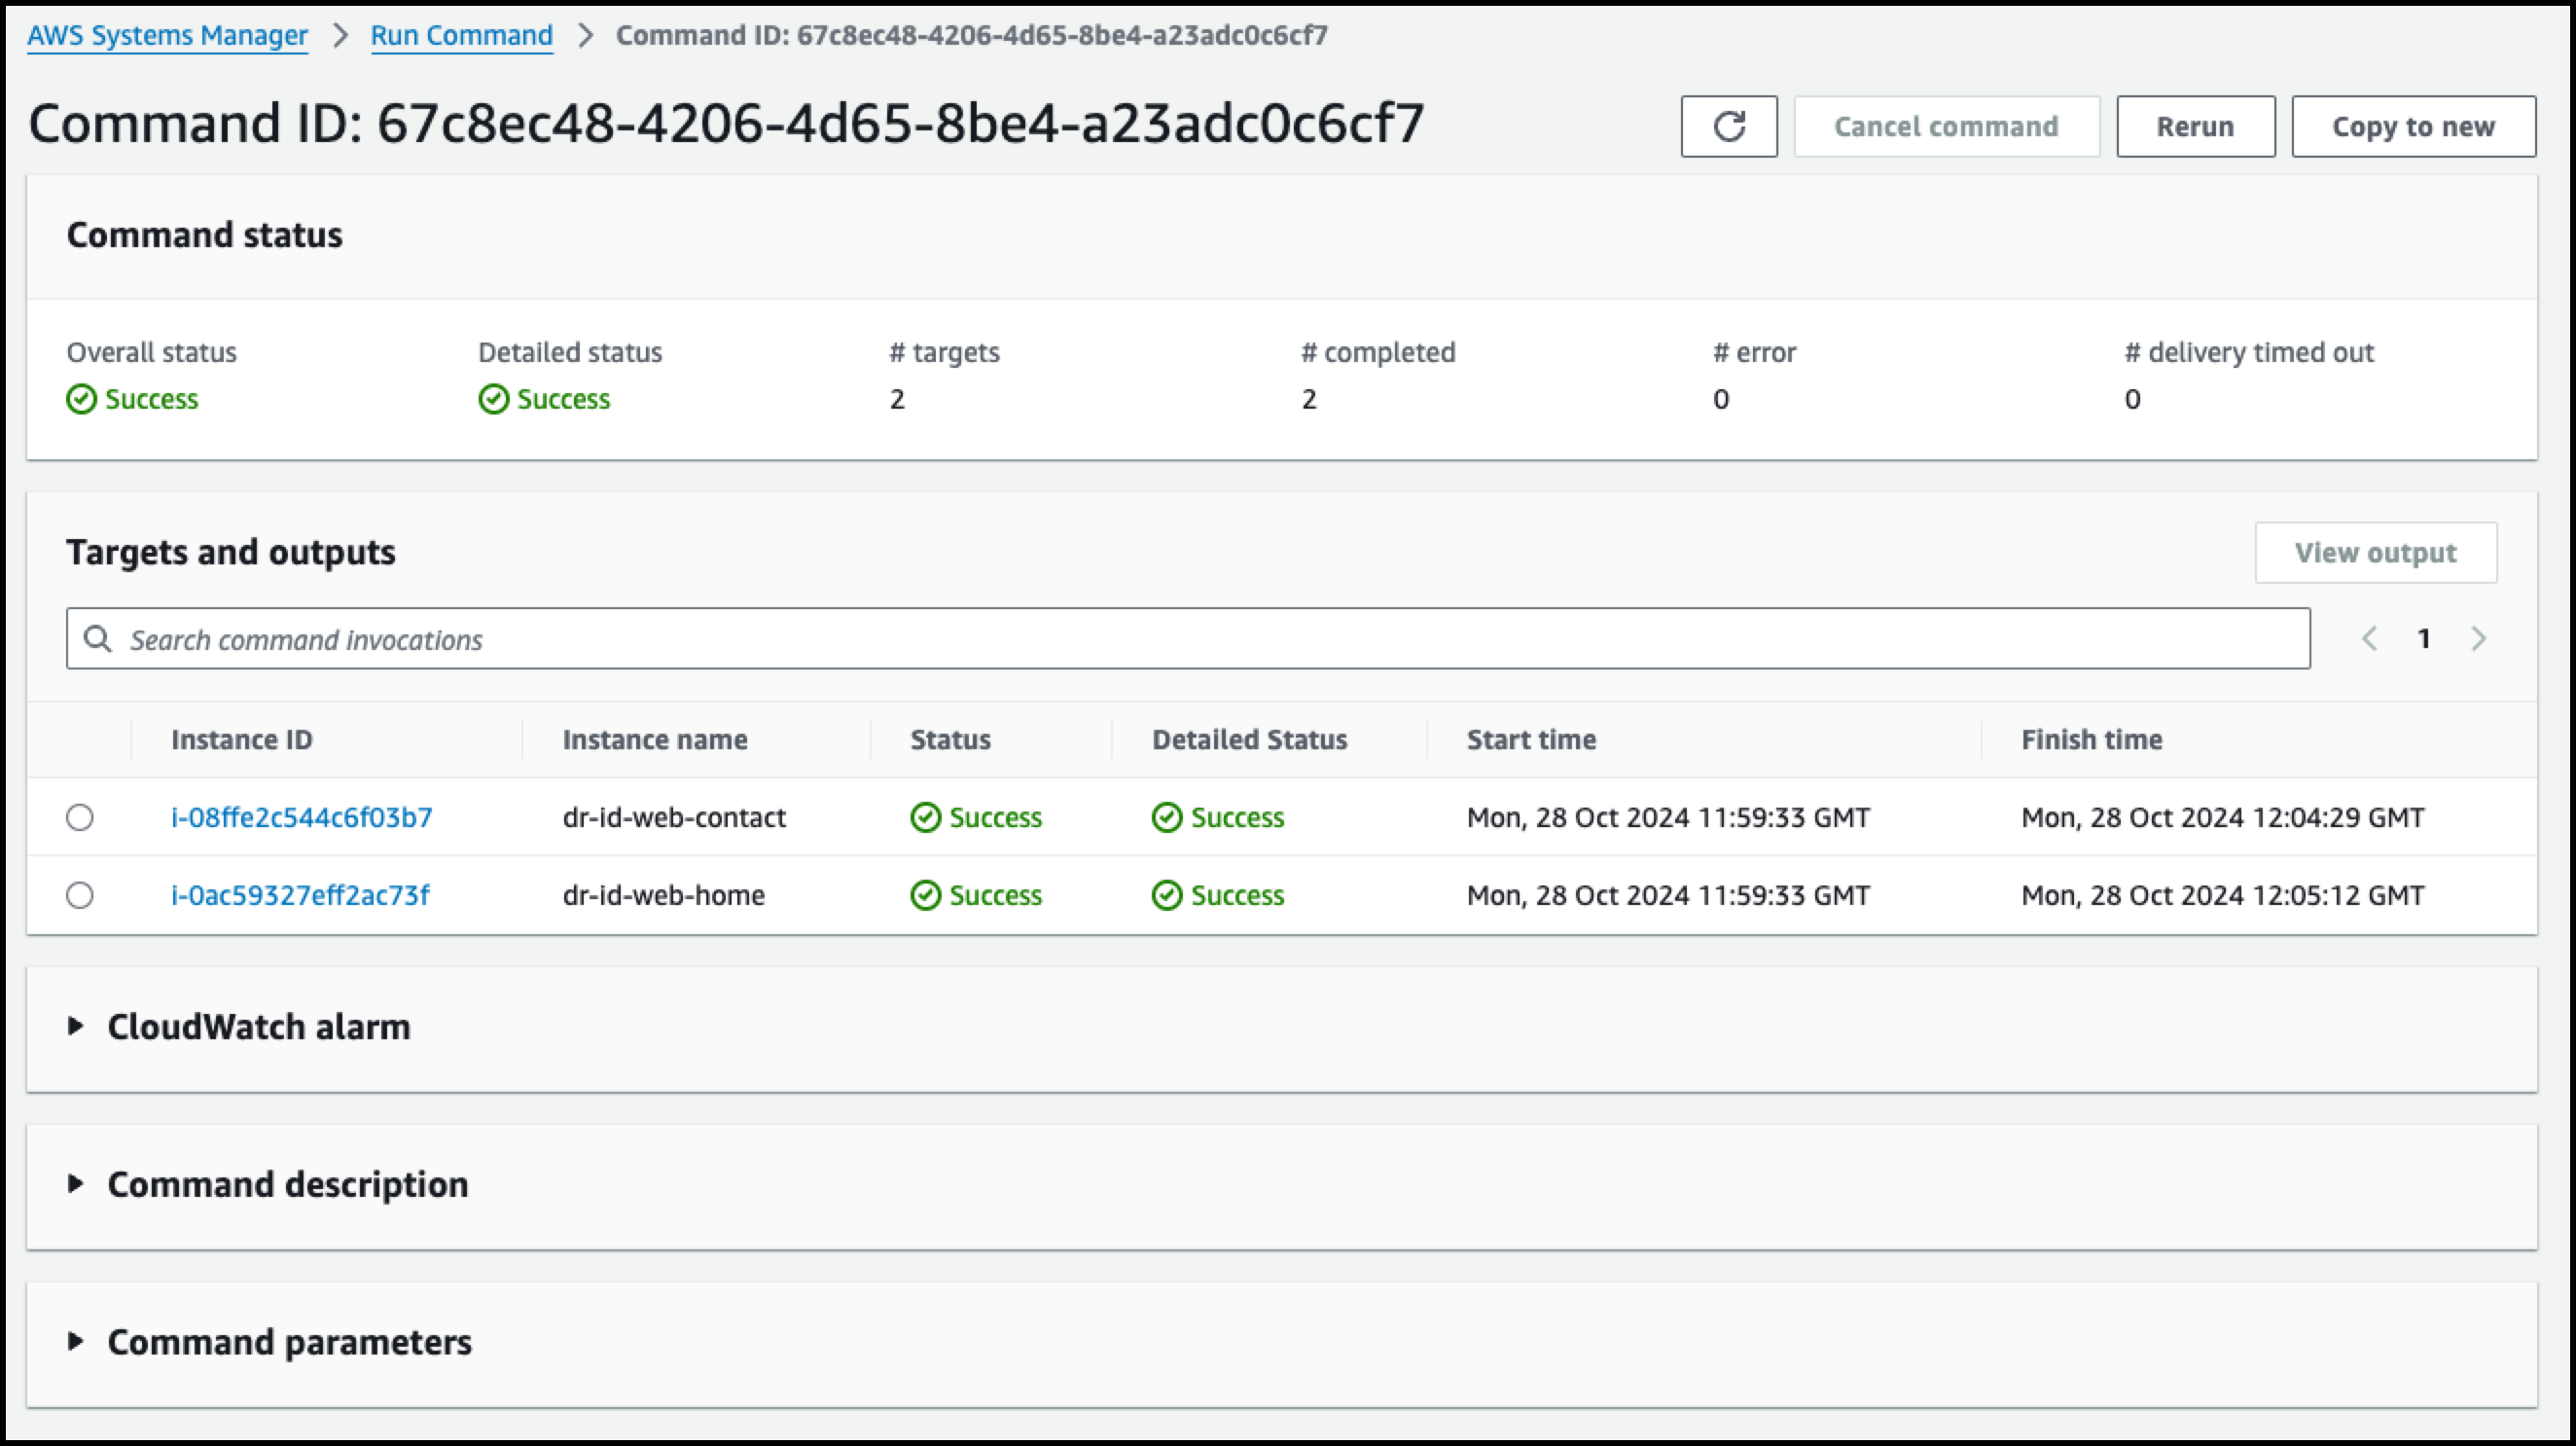 AWS Systems Manager > Run Command > Command ID: 67c8ec48-4206-4d65-8be4-a23adc0c6cf7
Command ID: 67c8ec48-4206-4d65-8be4-a23adc0c6cf7 Cancel command Rerun Copy to new
Command status
Overall status Detailed status # targets # completed # error # delivery timed out
Success Success 2 2 0 0
Targets and outputs View output
Search command invocations 1
Instance ID Instance name Status Detailed Status Start time Finish time
i-08ffe2c544c6f03b7 dr-id-web-contact Success Success Mon, 28 Oct 2024 11:59:33 GMT Mon, 28 Oct 2024 12:04:29 GMT
i-0ac59327eff2ac73f dr-id-web-home Success Success Mon, 28 Oct 2024 11:59:33 GMT Mon, 28 Oct 2024 12:05:12 GMT
CloudWatch alarm
Command description
Command parameters